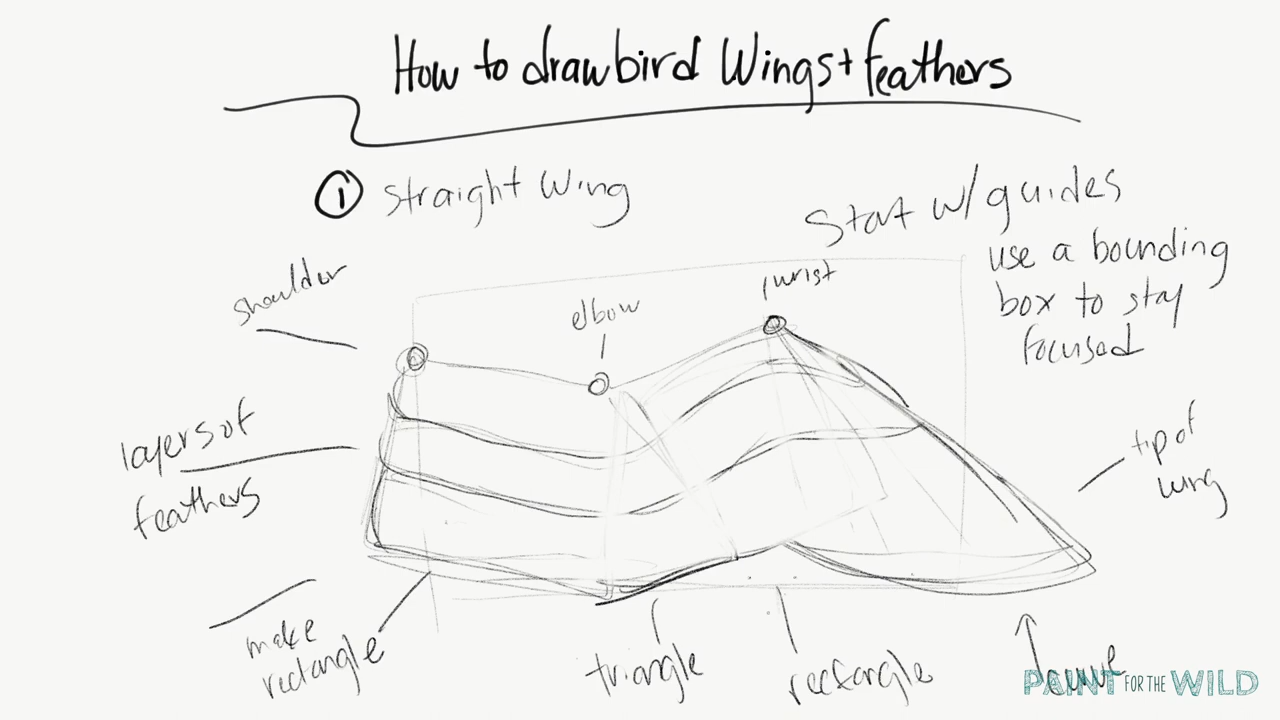 How to draw bird Wings + feathers
① straight wing
Start w/ guides
use a bounding
box to stay
focused
shoulder
elbow
wrist
layers of
feathers
tip of
wing
make
rectangle
triangle
rectangle
curve
PAINT FOR THE WILD